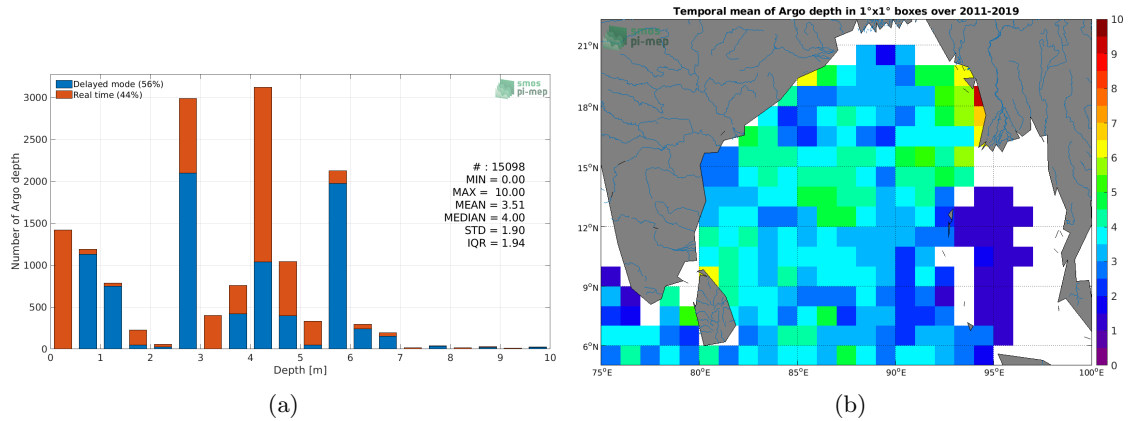 Temporal mean of Argo depth in 1°x1° boxes over 2011-2019
smos
pi-mep
Delayed mode (56%)
Real time (44%)
smos
pi-mep
# : 15098
MIN = 0.00
MAX = 10.00
MEAN = 3.51
MEDIAN = 4.00
STD = 1.90
IQR = 1.94
Number of Argo depth
3000
2500
2000
1500
1000
500
0
0 1 2 3 4 5 6 7 8 9 10
Depth [m]
21°N
18°N
15°N
12°N
9°N
6°N
75°E 80°E 85°E 90°E 95°E 100°E
10
9
8
7
6
5
4
3
2
1
0
(a)
(b)